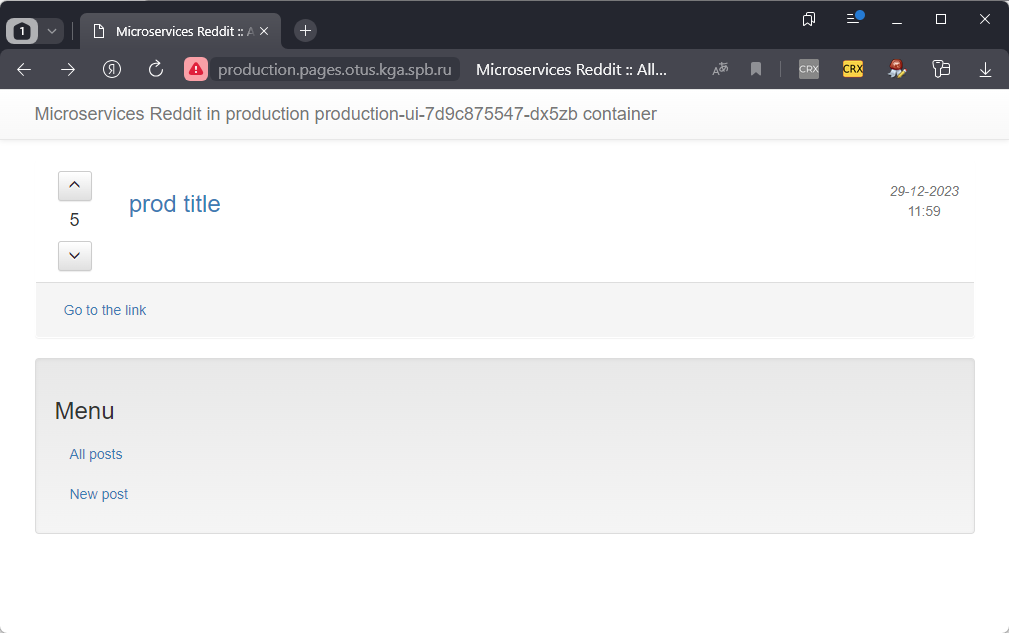 1
Microservices Reddit :: A
Я
production.pages.otus.kga.spb.ru
Microservices Reddit :: All...
CRX
CRX
Microservices Reddit in production production-ui-7d9c875547-dx5zb container
5
prod title
29-12-2023
11:59
Go to the link
Menu
All posts
New post